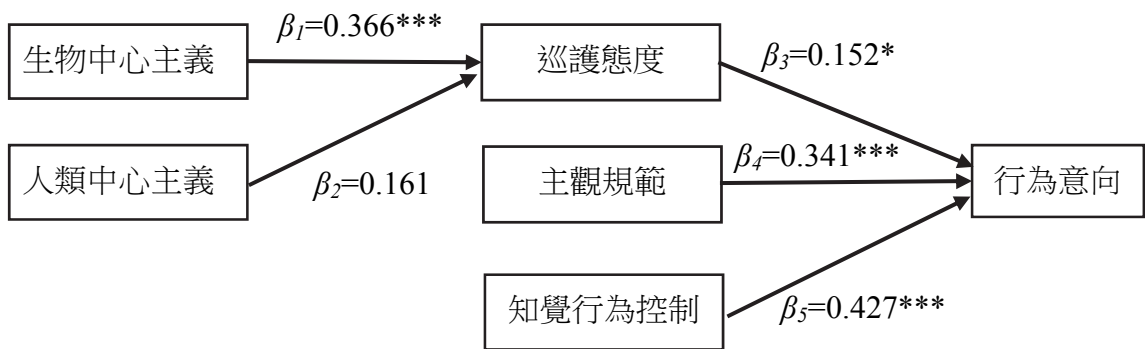 β1=0.366***
生物中心主義
巡護態度
β3=0.152*
人類中心主義
β2=0.161
主觀規範
β4=0.341***
行為意向
知覺行為控制
β5=0.427***